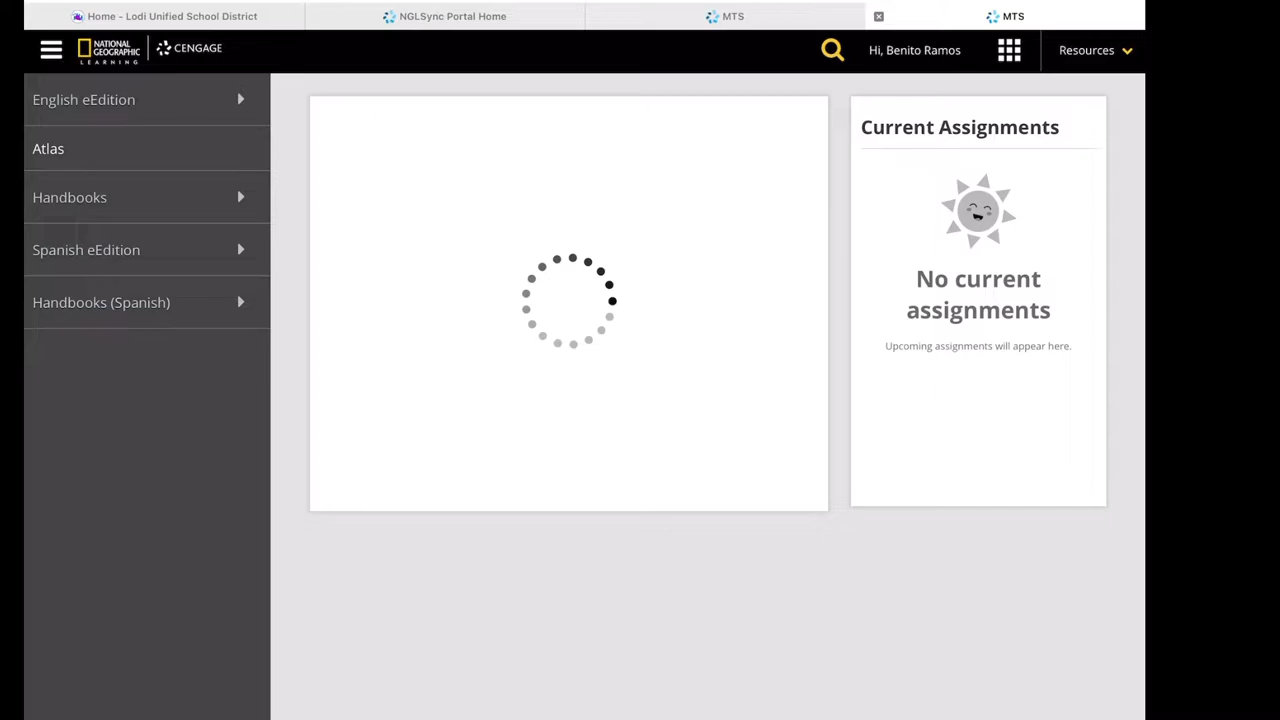 Home - Lodi Unified School District
NGLSync Portal Home
MTS
MTS
NATIONAL
GEOGRAPHIC
LEARNING
CENGAGE
Hi, Benito Ramos
Resources
English eEdition
Atlas
Handbooks
Spanish eEdition
Handbooks (Spanish)
Current Assignments
No current
assignments
Upcoming assignments will appear here.